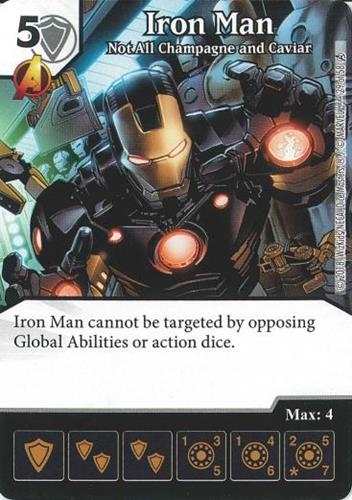 5
Iron Man
Not All Champagne and Caviar
Iron Man cannot be targeted by opposing
Global Abilities or action dice.
Max: 4
1 3 5
1 4 6
2 5 * 7